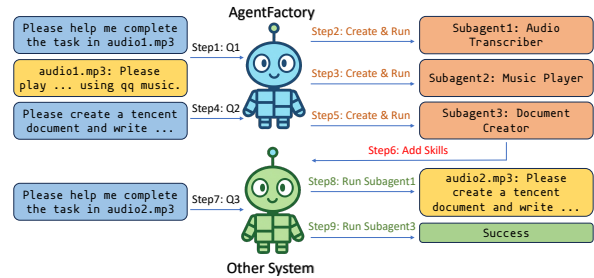 AgentFactory
Please help me complete
the task in audio1.mp3
Step1: Q1
Step2: Create & Run
Subagent1: Audio
Transcriber
audio1.mp3: Please
play ... using qq music.
Step3: Create & Run
Subagent2: Music Player
Please create a tencent
document and write ...
Step4: Q2
Step5: Create & Run
Subagent3: Document
Creator
Step6: Add Skills
Please help me complete
the task in audio2.mp3
Step7: Q3
Step8: Run Subagent1
audio2.mp3: Please
create a tencent
document and write ...
Step9: Run Subagent3
Success
Other System